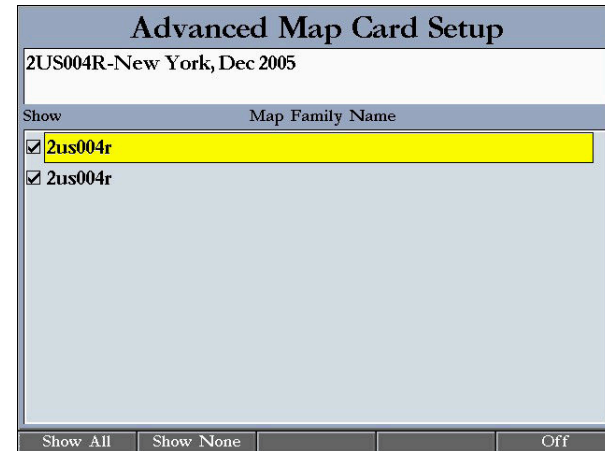 Advanced Map Card Setup
2US004R-New York, Dec 2005
Show Map Family Name
2us004r
2us004r
Show All Show None Off